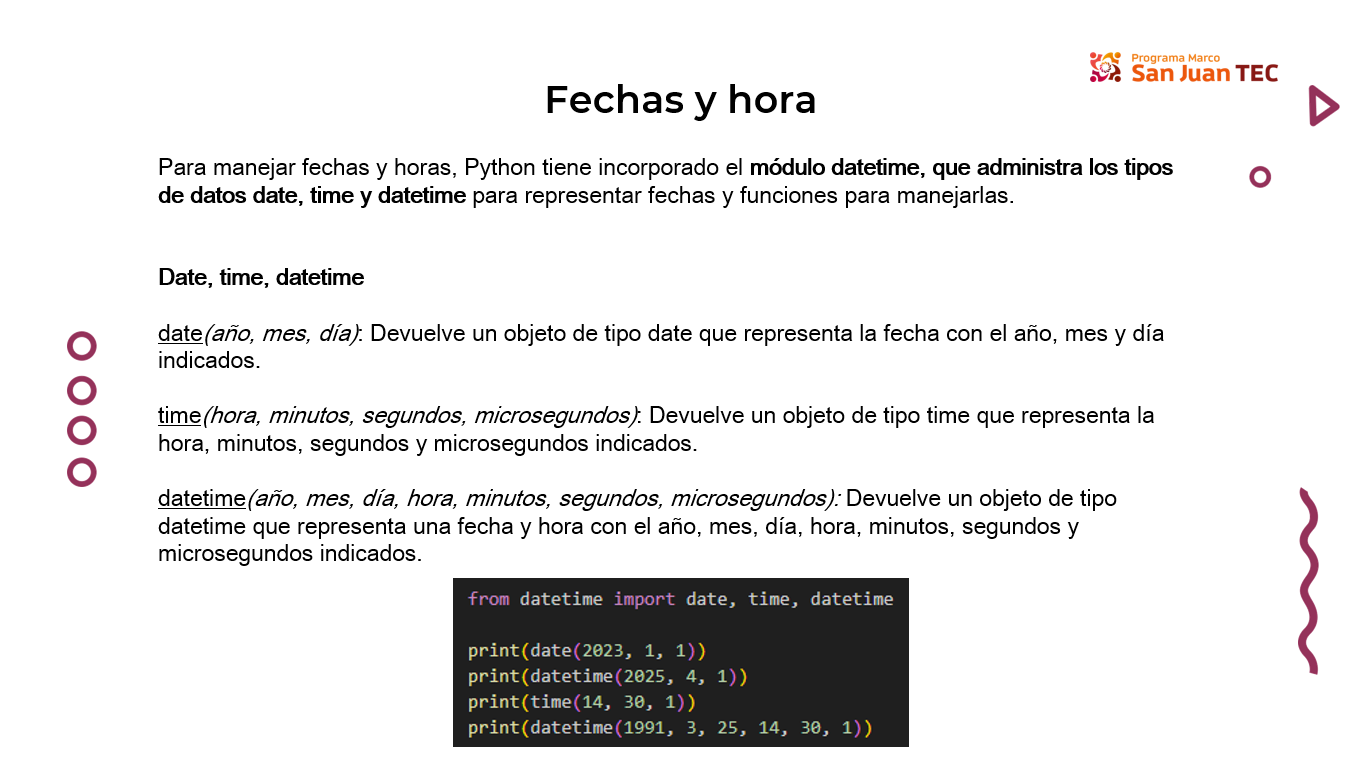 Programa Marco
San Juan TEC
Fechas y hora
Para manejar fechas y horas, Python tiene incorporado el módulo datetime, que administra los tipos
de datos date, time y datetime para representar fechas y funciones para manejarlas.
Date, time, datetime
date(año, mes, día): Devuelve un objeto de tipo date que representa la fecha con el año, mes y día
indicados.
time(hora, minutos, segundos, microsegundos): Devuelve un objeto de tipo time que representa la
hora, minutos, segundos y microsegundos indicados.
datetime(año, mes, día, hora, minutos, segundos, microsegundos): Devuelve un objeto de tipo
datetime que representa una fecha y hora con el año, mes, día, hora, minutos, segundos y
microsegundos indicados.
from datetime import date, time, datetime
print(date(2023, 1, 1))
print(datetime(2025, 4, 1))
print(time(14, 30, 1))
print(datetime(1991, 3, 25, 14, 30, 1))